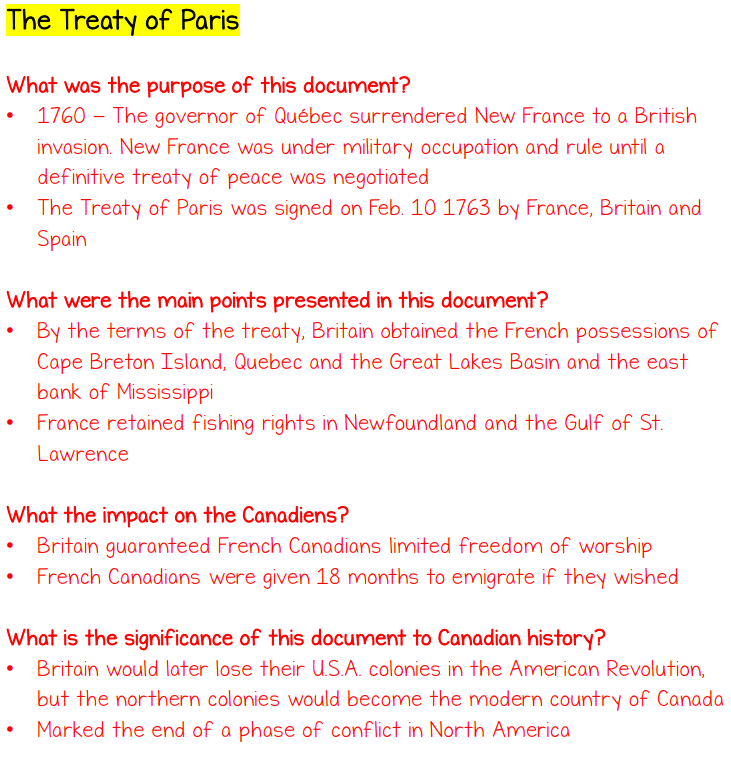 The Treaty of Paris
What was the purpose of this document?
• 1760 – The governor of Québec surrendered New France to a British
invasion. New France was under military occupation and rule until a
definitive treaty of peace was negotiated
• The Treaty of Paris was signed on Feb. 10 1763 by France, Britain and
Spain
What were the main points presented in this document?
• By the terms of the treaty, Britain obtained the French possessions of
Cape Breton Island, Quebec and the Great Lakes Basin and the east
bank of Mississippi
• France retained fishing rights in Newfoundland and the Gulf of St.
Lawrence
What the impact on the Canadiens?
• Britain guaranteed French Canadians limited freedom of worship
• French Canadians were given 18 months to emigrate if they wished
What is the significance of this document to Canadian history?
• Britain would later lose their U.S.A. colonies in the American Revolution,
but the northern colonies would become the modern country of Canada
• Marked the end of a phase of conflict in North America